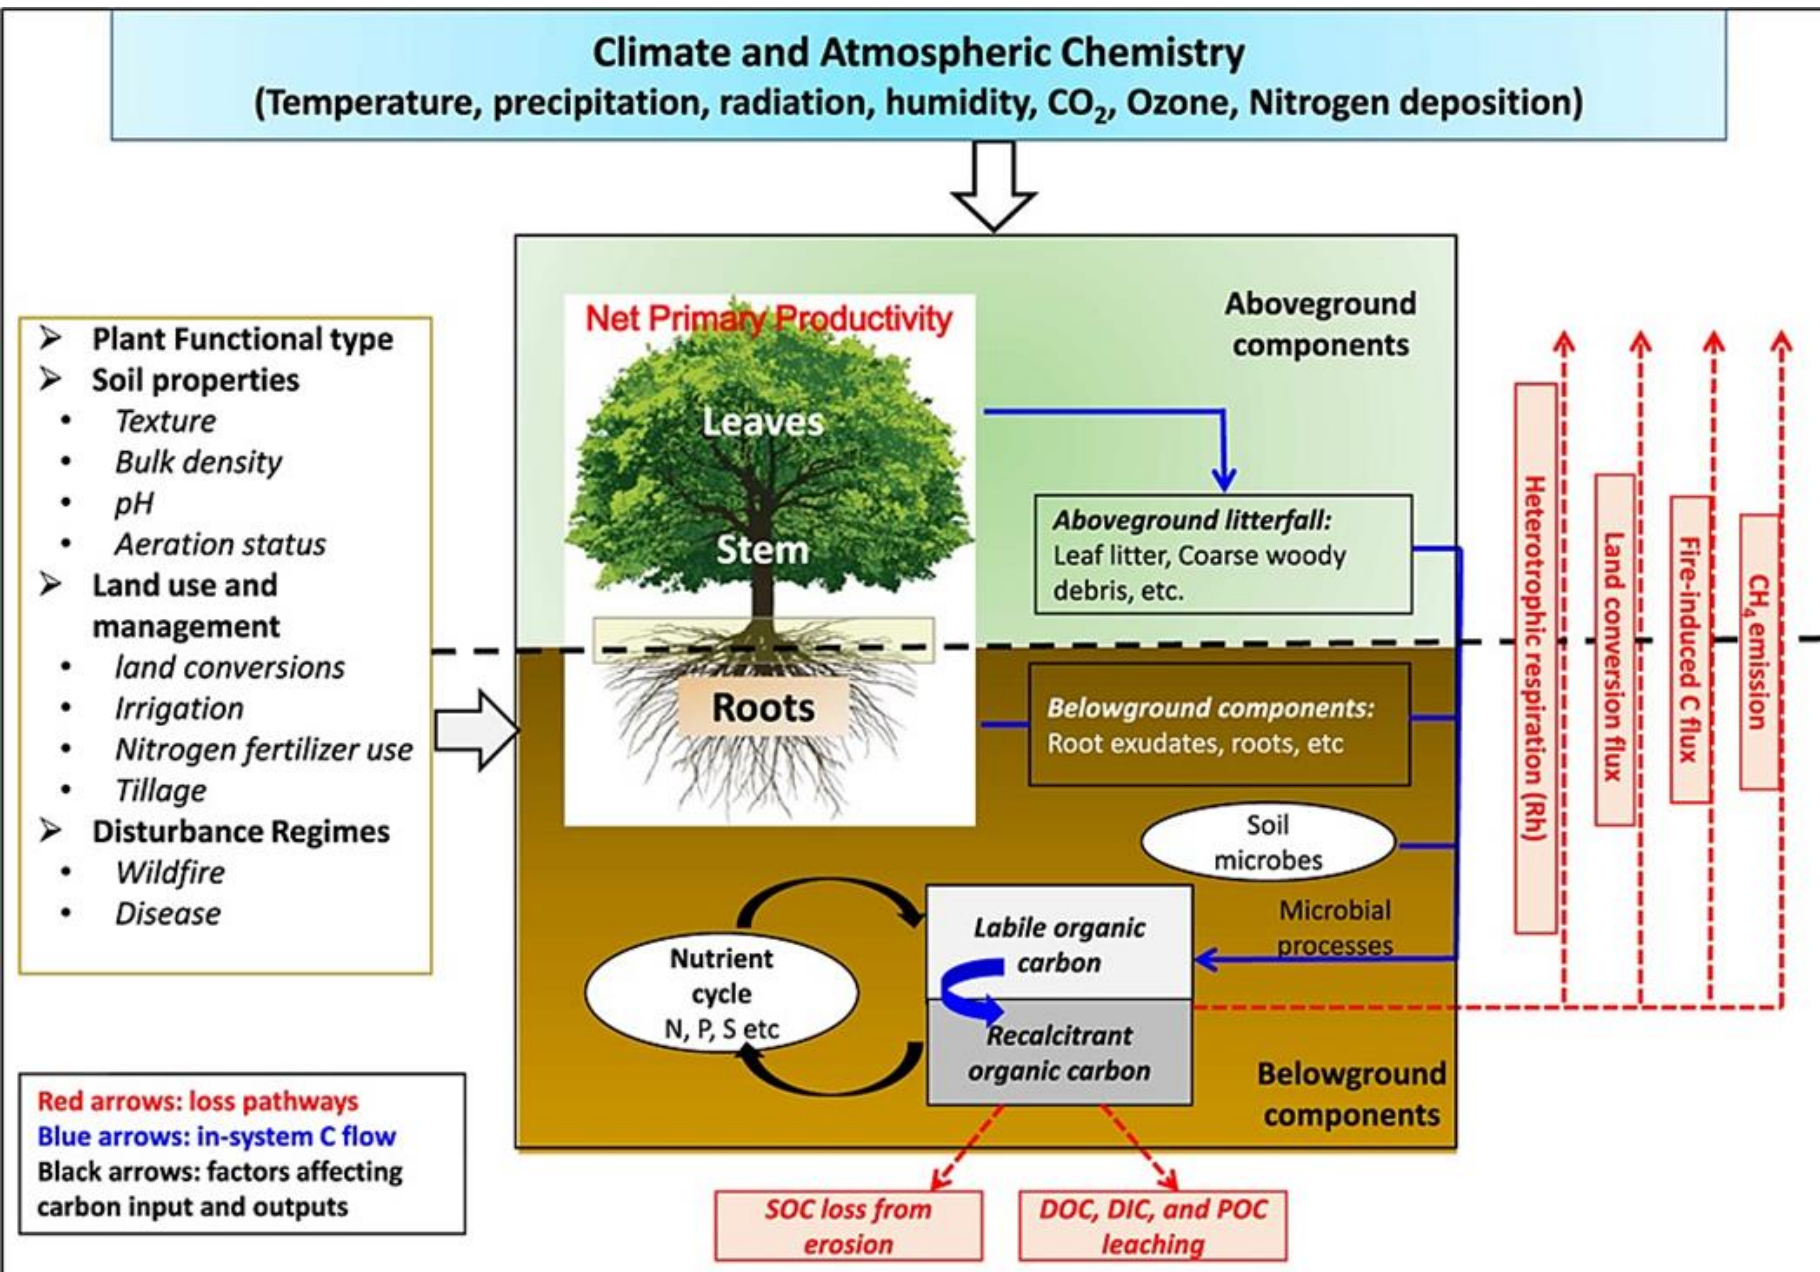 Climate and Atmospheric Chemistry
(Temperature, precipitation, radiation, humidity, CO₂, Ozone, Nitrogen deposition)
➢ Plant Functional type
➢ Soil properties
• Texture
• Bulk density
• pH
• Aeration status
➢ Land use and
management
• land conversions
• Irrigation
• Nitrogen fertilizer use
• Tillage
➢ Disturbance Regimes
• Wildfire
• Disease
Net Primary Productivity
Leaves
Stem
Roots
Aboveground
components
Aboveground litterfall:
Leaf litter, Coarse woody
debris, etc.
Belowground components:
Root exudates, roots, etc
Soil
microbes
Microbial
processes
Labile organic
carbon
Recalcitrant
organic carbon
Nutrient
cycle
N, P, S etc
Belowground
components
Heterotrophic respiration (Rh)
Land conversion flux
Fire-induced C flux
CH₄ emission
SOC loss from
erosion
DOC, DIC, and POC
leaching
Red arrows: loss pathways
Blue arrows: in-system C flow
Black arrows: factors affecting
carbon input and outputs